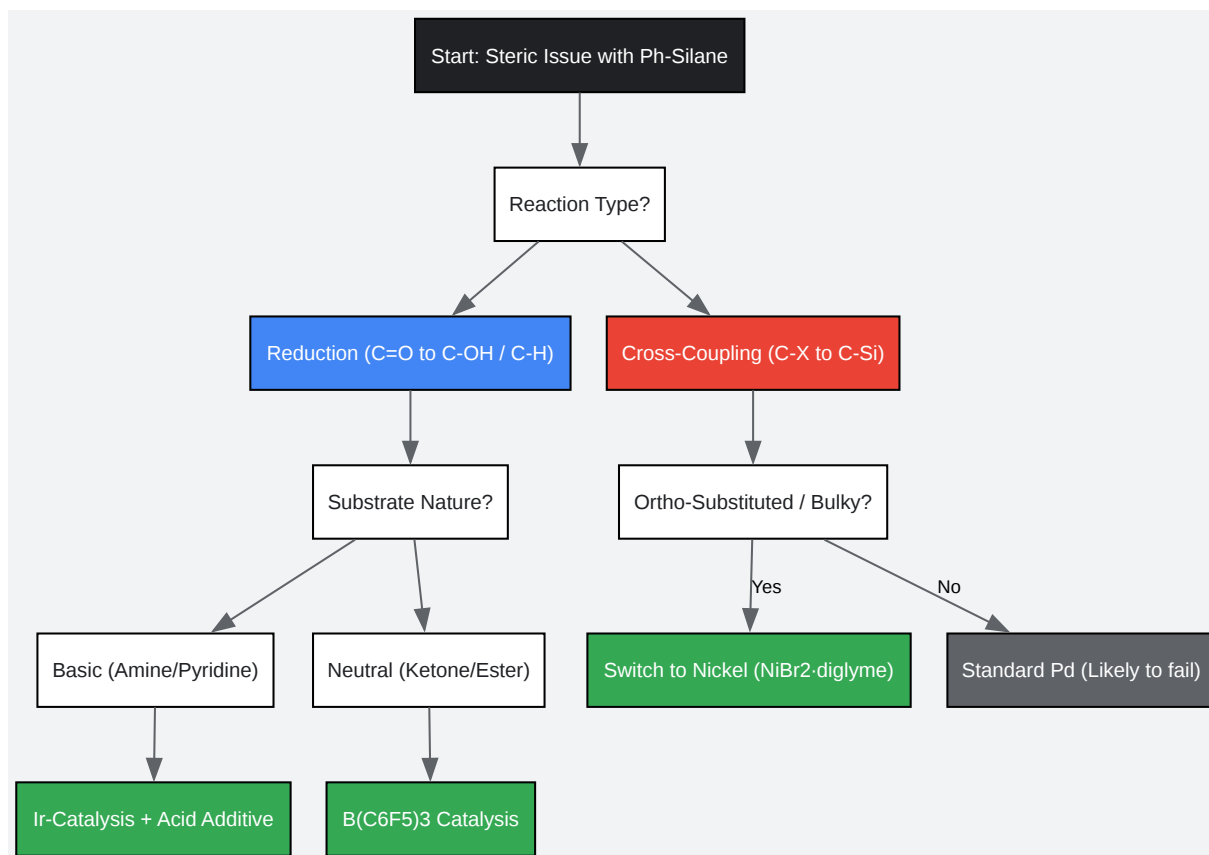 Start: Steric Issue with Ph-Silane
Reaction Type?
Reduction (C=O to C-OH / C-H)
Cross-Coupling (C-X to C-Si)
Substrate Nature?
Ortho-Substituted / Bulky?
Yes
No
Basic (Amine/Pyridine)
Neutral (Ketone/Ester)
Switch to Nickel (NiBr2·diglyme)
Standard Pd (Likely to fail)
Ir-Catalysis + Acid Additive
B(C6F5)3 Catalysis